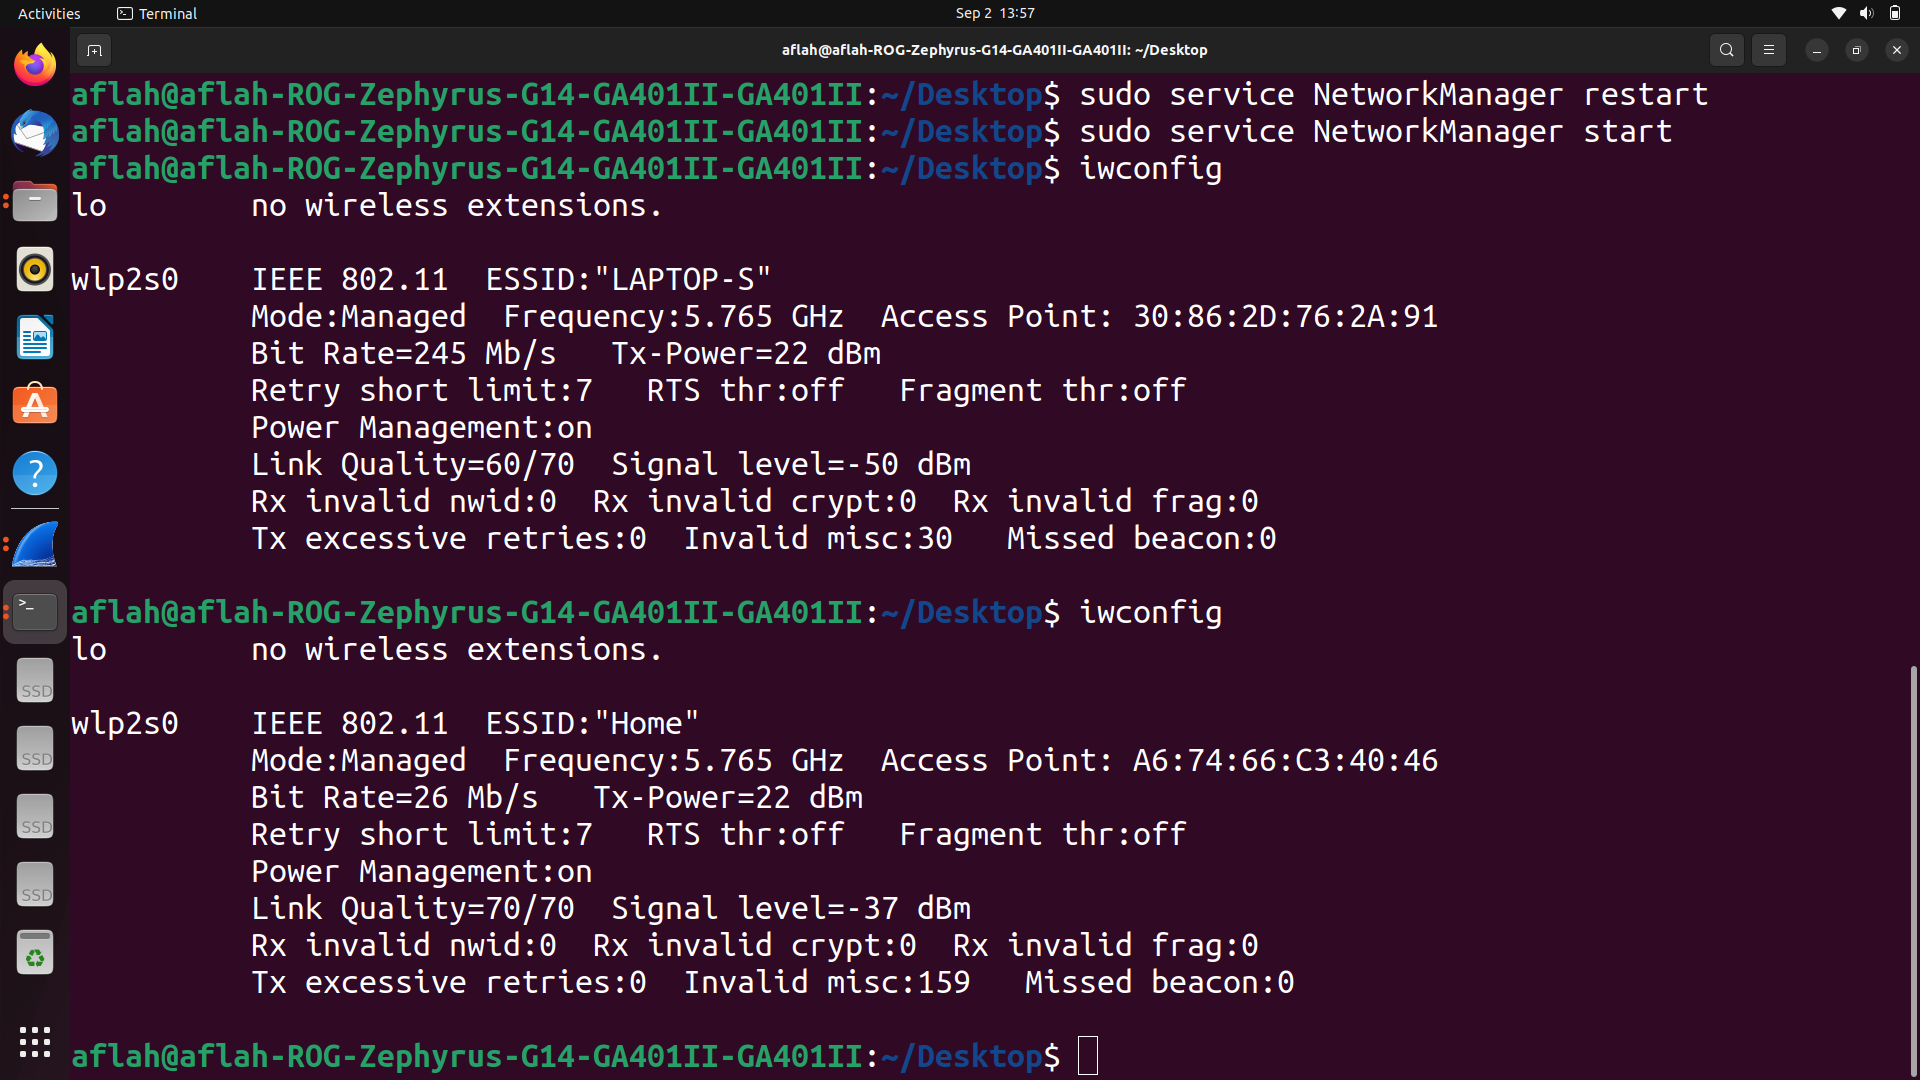 Activities Terminal Sep 2 13:57
aflah@aflah-ROG-Zephyrus-G14-GA401II-GA401II: ~/Desktop
aflah@aflah-ROG-Zephyrus-G14-GA401II-GA401II:~/Desktop$ sudo service NetworkManager restart
aflah@aflah-ROG-Zephyrus-G14-GA401II-GA401II:~/Desktop$ sudo service NetworkManager start
aflah@aflah-ROG-Zephyrus-G14-GA401II-GA401II:~/Desktop$ iwconfig
lo        no wireless extensions.
wlp2s0    IEEE 802.11  ESSID:"LAPTOP-S"
          Mode:Managed  Frequency:5.765 GHz  Access Point: 30:86:2D:76:2A:91
          Bit Rate=245 Mb/s   Tx-Power=22 dBm
          Retry short limit:7   RTS thr:off   Fragment thr:off
          Power Management:on
          Link Quality=60/70  Signal level=-50 dBm
          Rx invalid nwid:0  Rx invalid crypt:0  Rx invalid frag:0
          Tx excessive retries:0  Invalid misc:30   Missed beacon:0
aflah@aflah-ROG-Zephyrus-G14-GA401II-GA401II:~/Desktop$ iwconfig
lo        no wireless extensions.
wlp2s0    IEEE 802.11  ESSID:"Home"
          Mode:Managed  Frequency:5.765 GHz  Access Point: A6:74:66:C3:40:46
          Bit Rate=26 Mb/s   Tx-Power=22 dBm
          Retry short limit:7   RTS thr:off   Fragment thr:off
          Power Management:on
          Link Quality=70/70  Signal level=-37 dBm
          Rx invalid nwid:0  Rx invalid crypt:0  Rx invalid frag:0
          Tx excessive retries:0  Invalid misc:159   Missed beacon:0
aflah@aflah-ROG-Zephyrus-G14-GA401II-GA401II:~/Desktop$
SSD
SSD
SSD
SSD